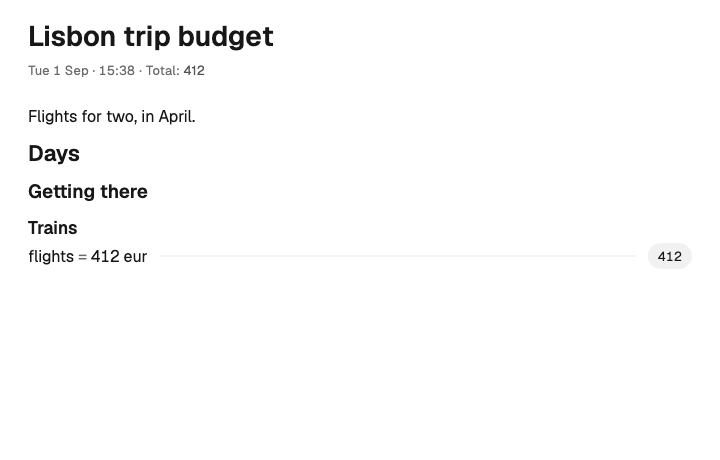 Lisbon trip budget
Tue 1 Sep · 15:38 · Total: 412
Flights for two, in April.
Days
Getting there
Trains
flights = 412 eur 412